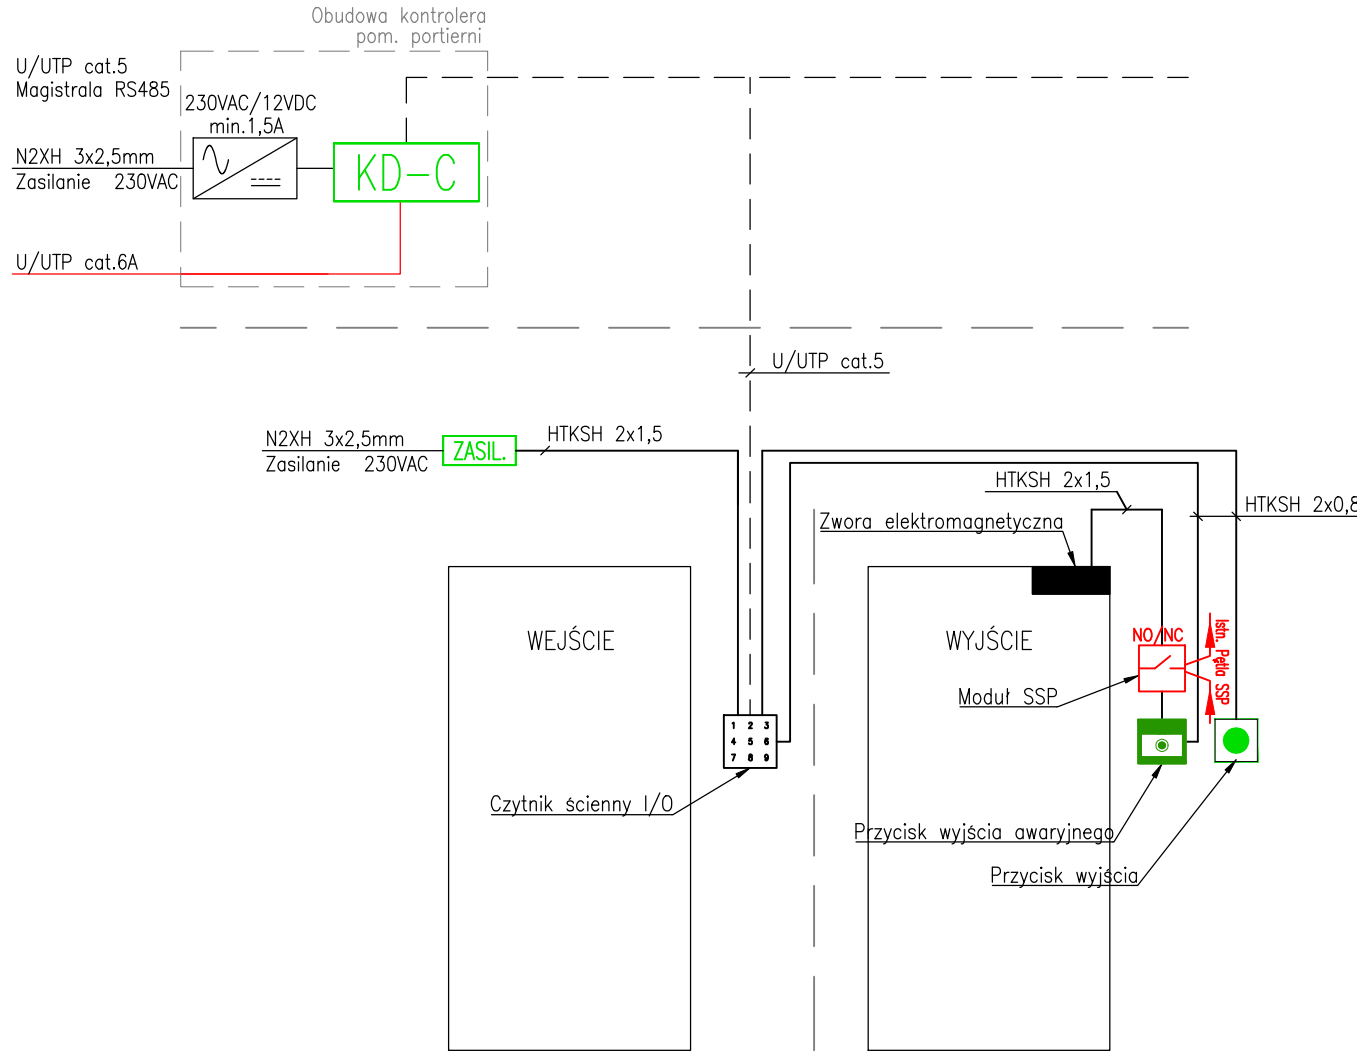 Obudowa kontrolera
pom. portierni
U/UTP cat.5
Magistrala RS485
230VAC/12VDC
min.1,5A
N2XH 3x2,5mm
Zasilanie 230VAC
KD-C
U/UTP cat.6A
U/UTP cat.5
N2XH 3x2,5mm
Zasilanie 230VAC
ZASIL.
HTKSH 2x1,5
HTKSH 2x1,5
HTKSH 2x0,8
Zwora elektromagnetyczna
WEJŚCIE
WYJŚCIE
NO/NC
Istn. Pętla SSP
Moduł SSP
1 2 3
4 5 6
7 8 9
Czytnik ścienny I/O
Przycisk wyjścia awaryjnego
Przycisk wyjścia